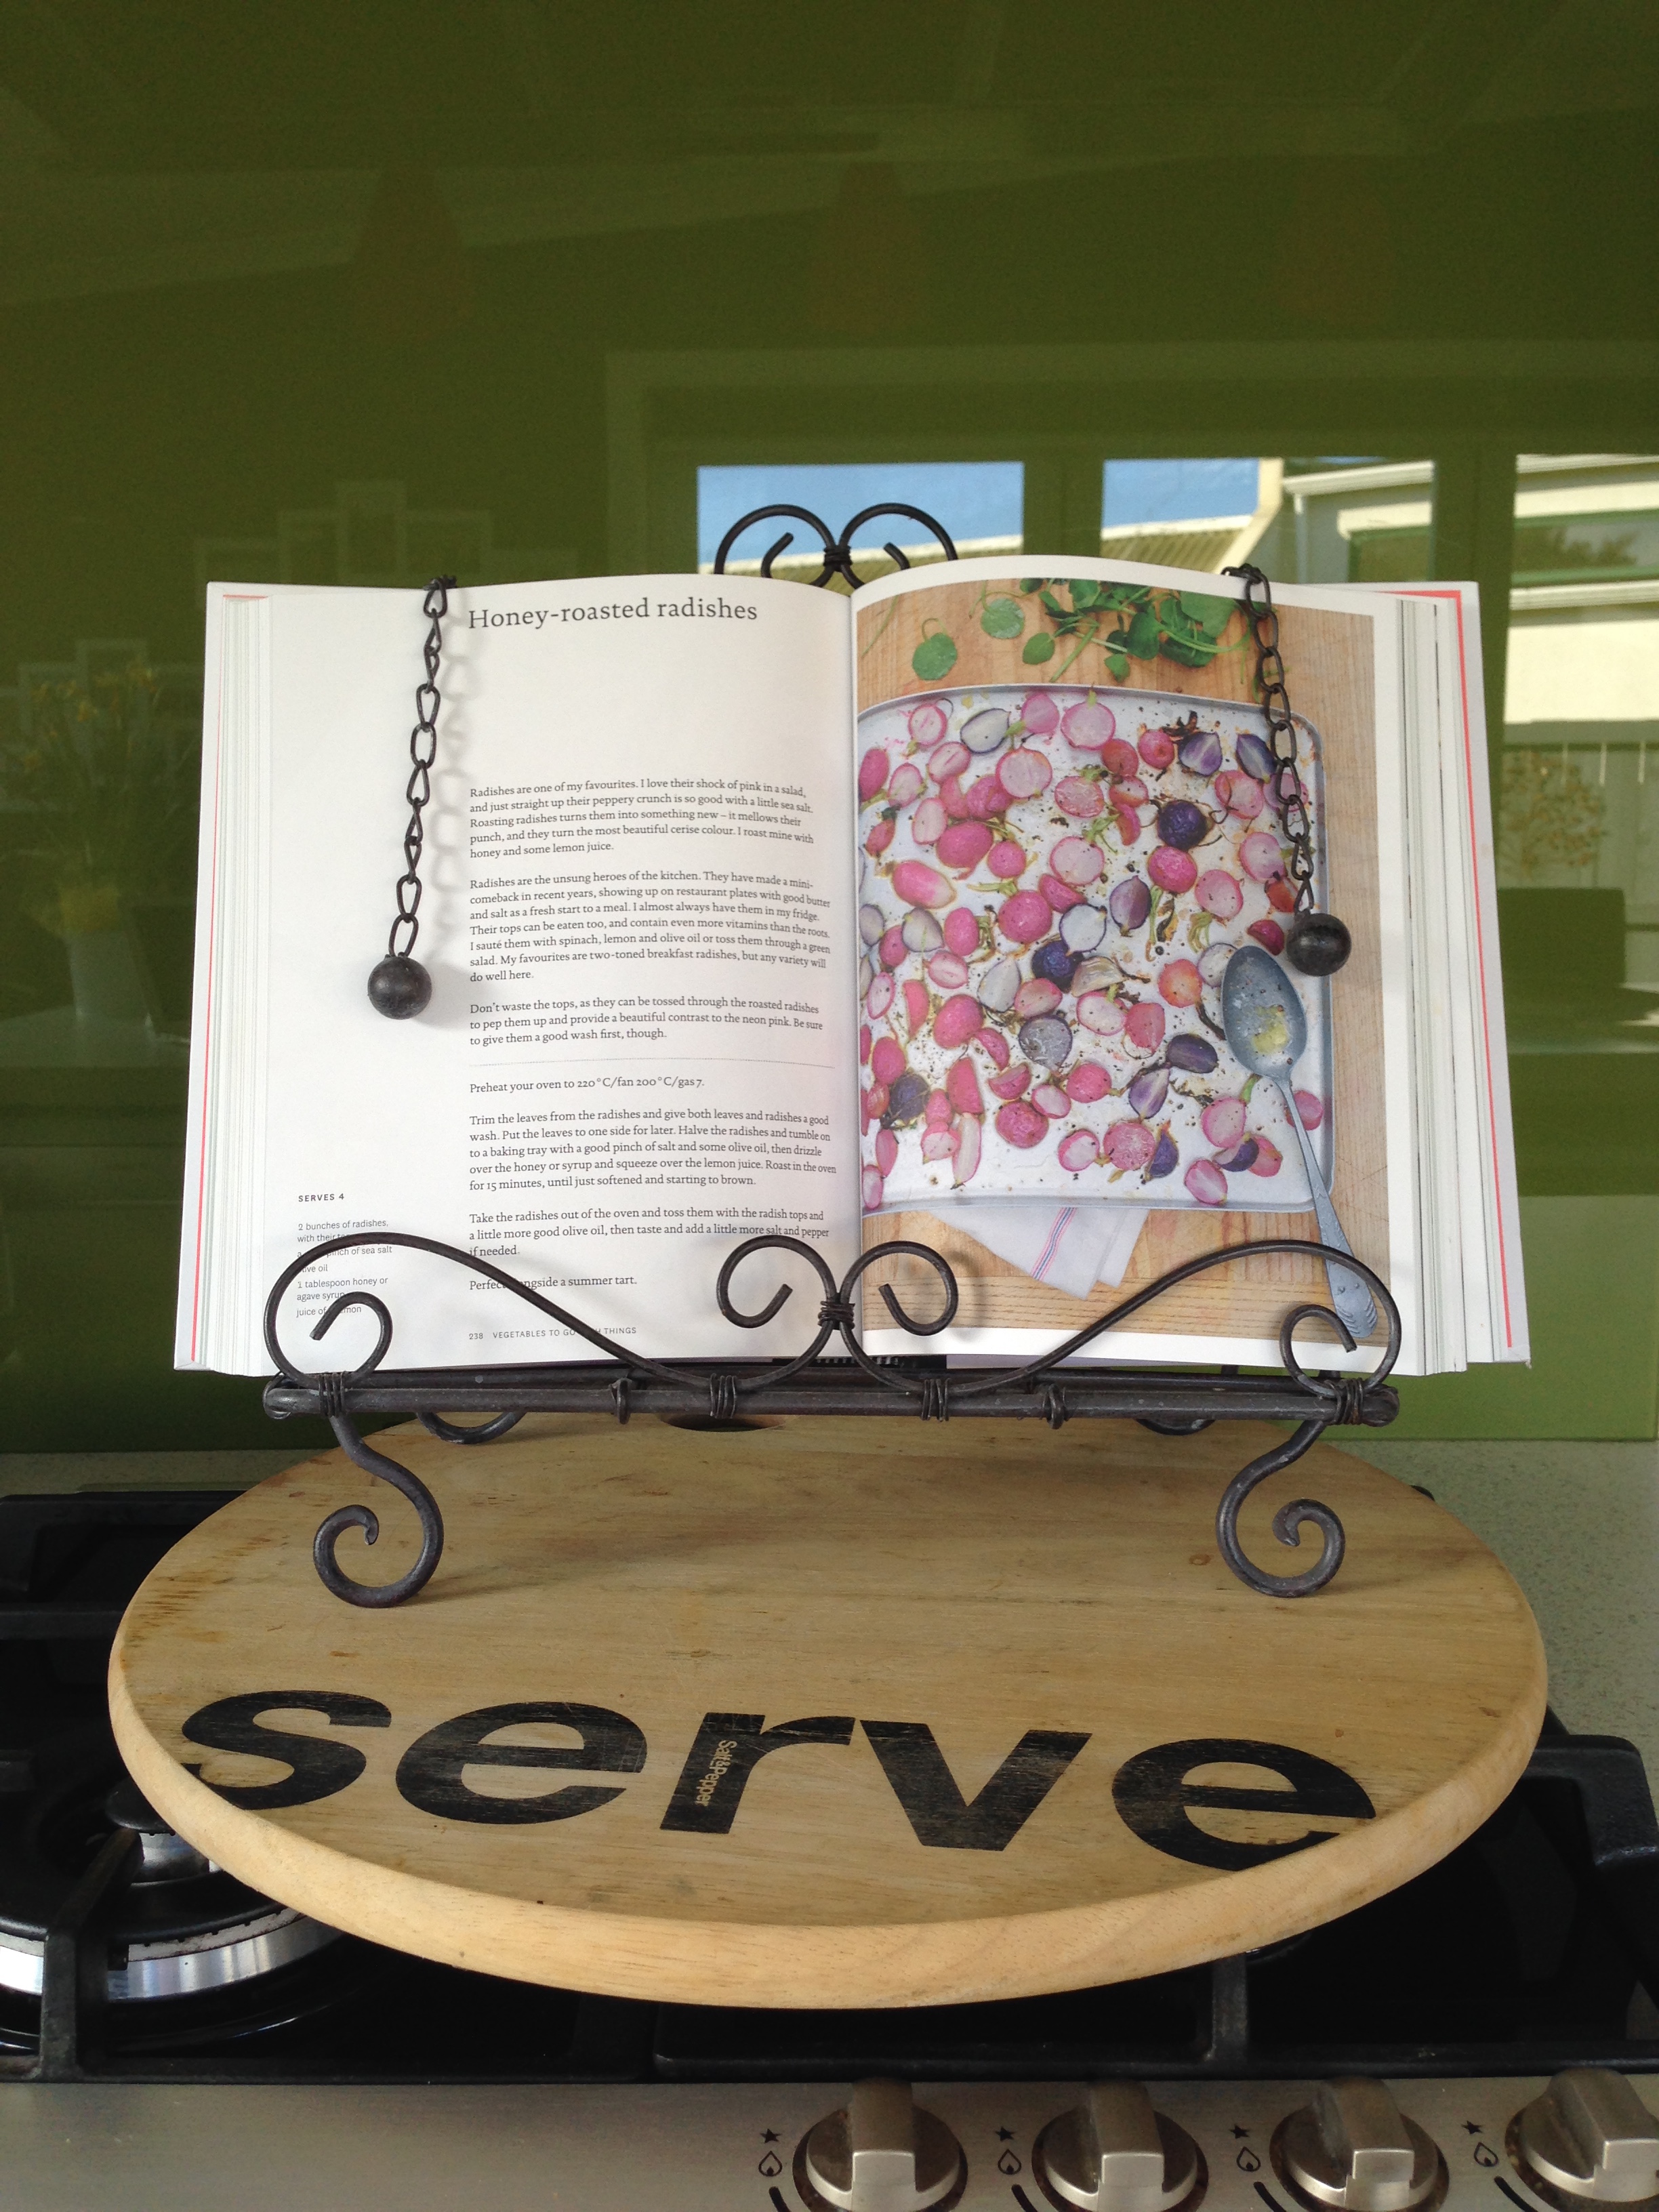 Honey-roasted radishes
Radishes are one of my favourites. I love their shock of pink in a salad,
and just straight up their peppery crunch is so good with a little sea salt.
Roasting radishes turns them into something new – it mellows their
punch, and they turn the most beautiful cerise colour. I roast mine with
honey and some lemon juice.
Radishes are the unsung heroes of the kitchen. They have made a mini-
comeback in recent years, showing up on restaurant plates with good butter
and salt as a fresh start to a meal. I almost always have them in my fridge.
Their tops can be eaten too, and contain even more vitamins than the roots.
I sauté them with spinach, lemon and olive oil or toss them through a green
salad. My favourites are two-toned breakfast radishes, but any variety will
do well here.
Don't waste the tops, as they can be tossed through the roasted radishes
to pep them up and provide a beautiful contrast to the neon pink. Be sure
to give them a good wash first, though.
Preheat your oven to 220°C/fan 200°C/gas 7.
Trim the leaves from the radishes and give both leaves and radishes a good
wash. Put the leaves to one side for later. Halve the radishes and tumble on
to a baking tray with a good pinch of salt and some olive oil, then drizzle
over the honey or syrup and squeeze over the lemon juice. Roast in the oven
for 15 minutes, until just softened and starting to brown.
Take the radishes out of the oven and toss them with the radish tops and
a little more good olive oil, then taste and add a little more salt and pepper
if needed.
Perfect alongside a summer tart.
SERVES 4
2 bunches of radishes,
with their
a pinch of sea salt
olive oil
1 tablespoon honey or
agave syrup
juice of lemon
238 VEGETABLES TO GO THINGS
serve
Salt&Pepper